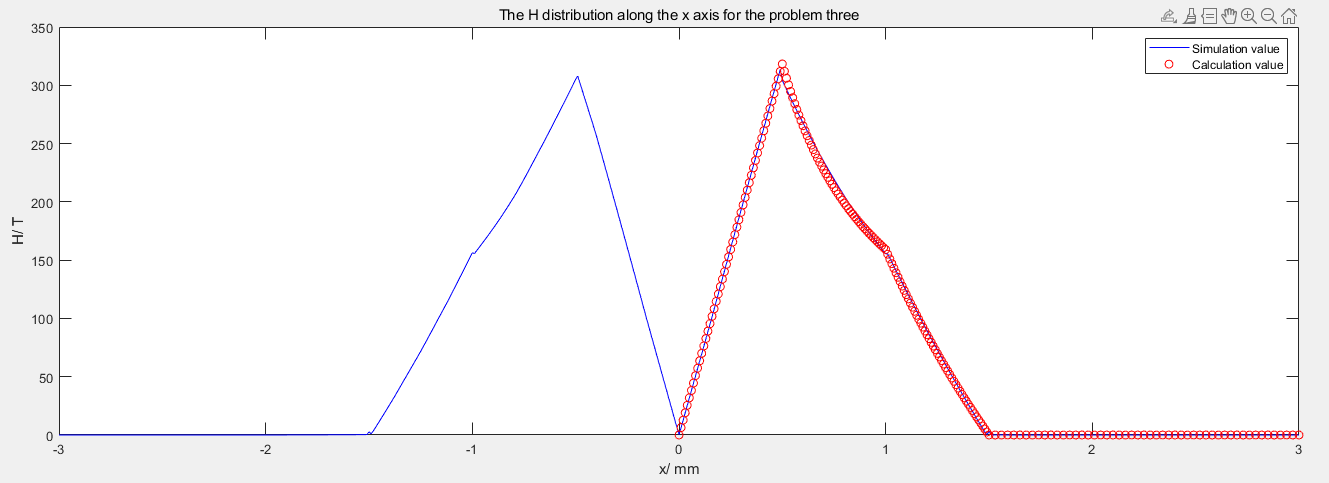 The H distribution along the x axis for the problem three
Simulation value
Calculation value
350
300
250
200
150
100
50
0
H/ T
-3 -2 -1 0 1 2 3
x/ mm